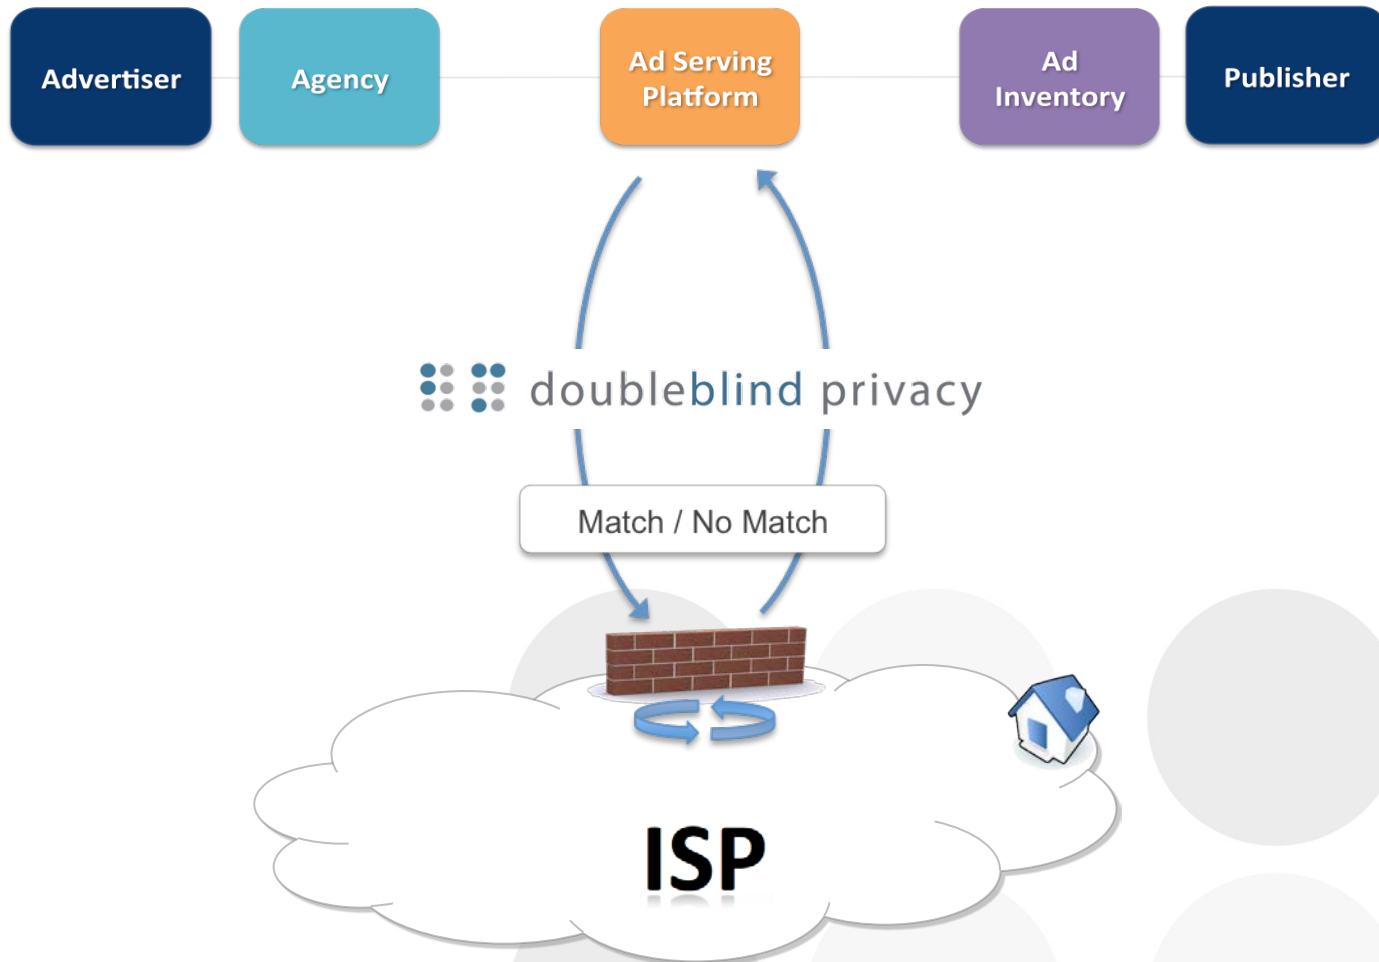 Advertiser
Agency
Ad Serving
Platform
Ad
Inventory
Publisher
doubleblind privacy
Match / No Match
ISP